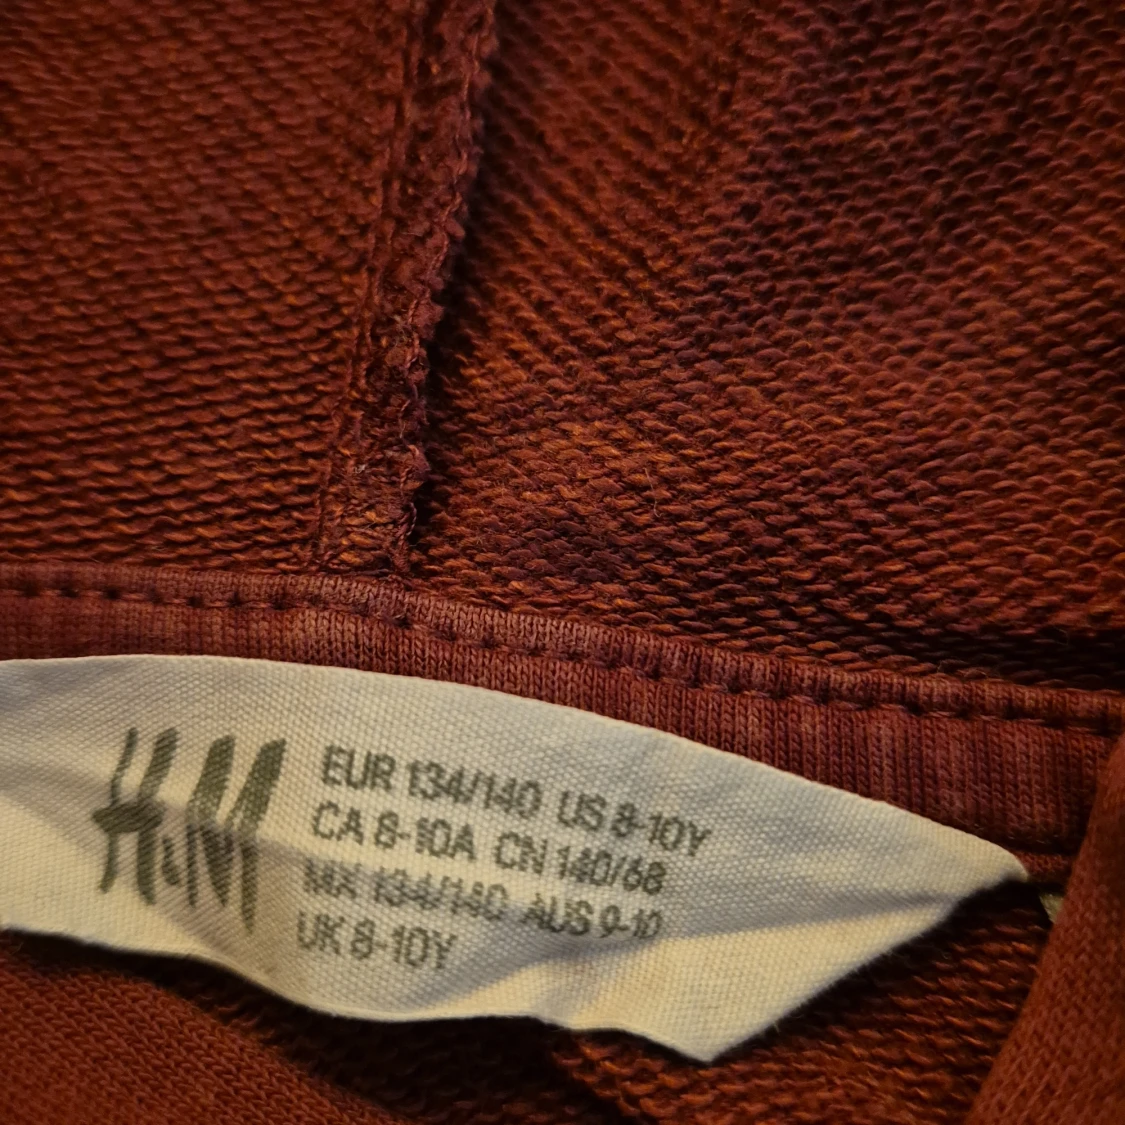 H&M
EUR 134/140 US 8-10Y
CA 8-10A CN 140/68
MX 134/140 AUS 9-10
UK 8-10Y